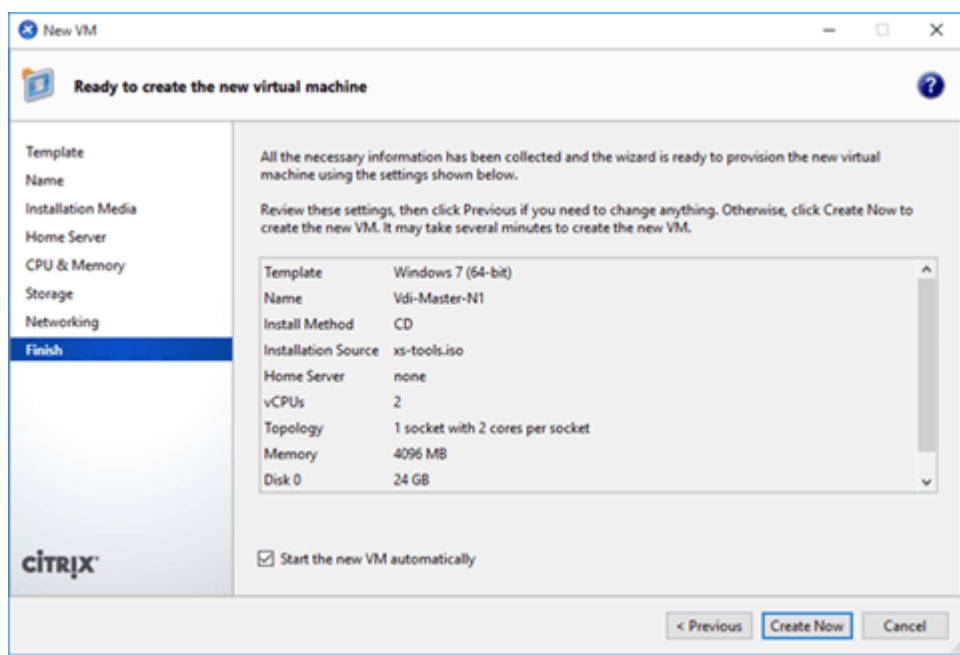 New VM
Ready to create the new virtual machine
?
Template
Name
Installation Media
Home Server
CPU & Memory
Storage
Networking
Finish
CITRIX
All the necessary information has been collected and the wizard is ready to provision the new virtual
machine using the settings shown below.
Review these settings, then click Previous if you need to change anything. Otherwise, click Create Now to
create the new VM. It may take several minutes to create the new VM.
Template Windows 7 (64-bit)
Name Vdi-Master-N1
Install Method CD
Installation Source xs-tools.iso
Home Server none
vCPUs 2
Topology 1 socket with 2 cores per socket
Memory 4096 MB
Disk 0 24 GB
Start the new VM automatically
< Previous Create Now Cancel